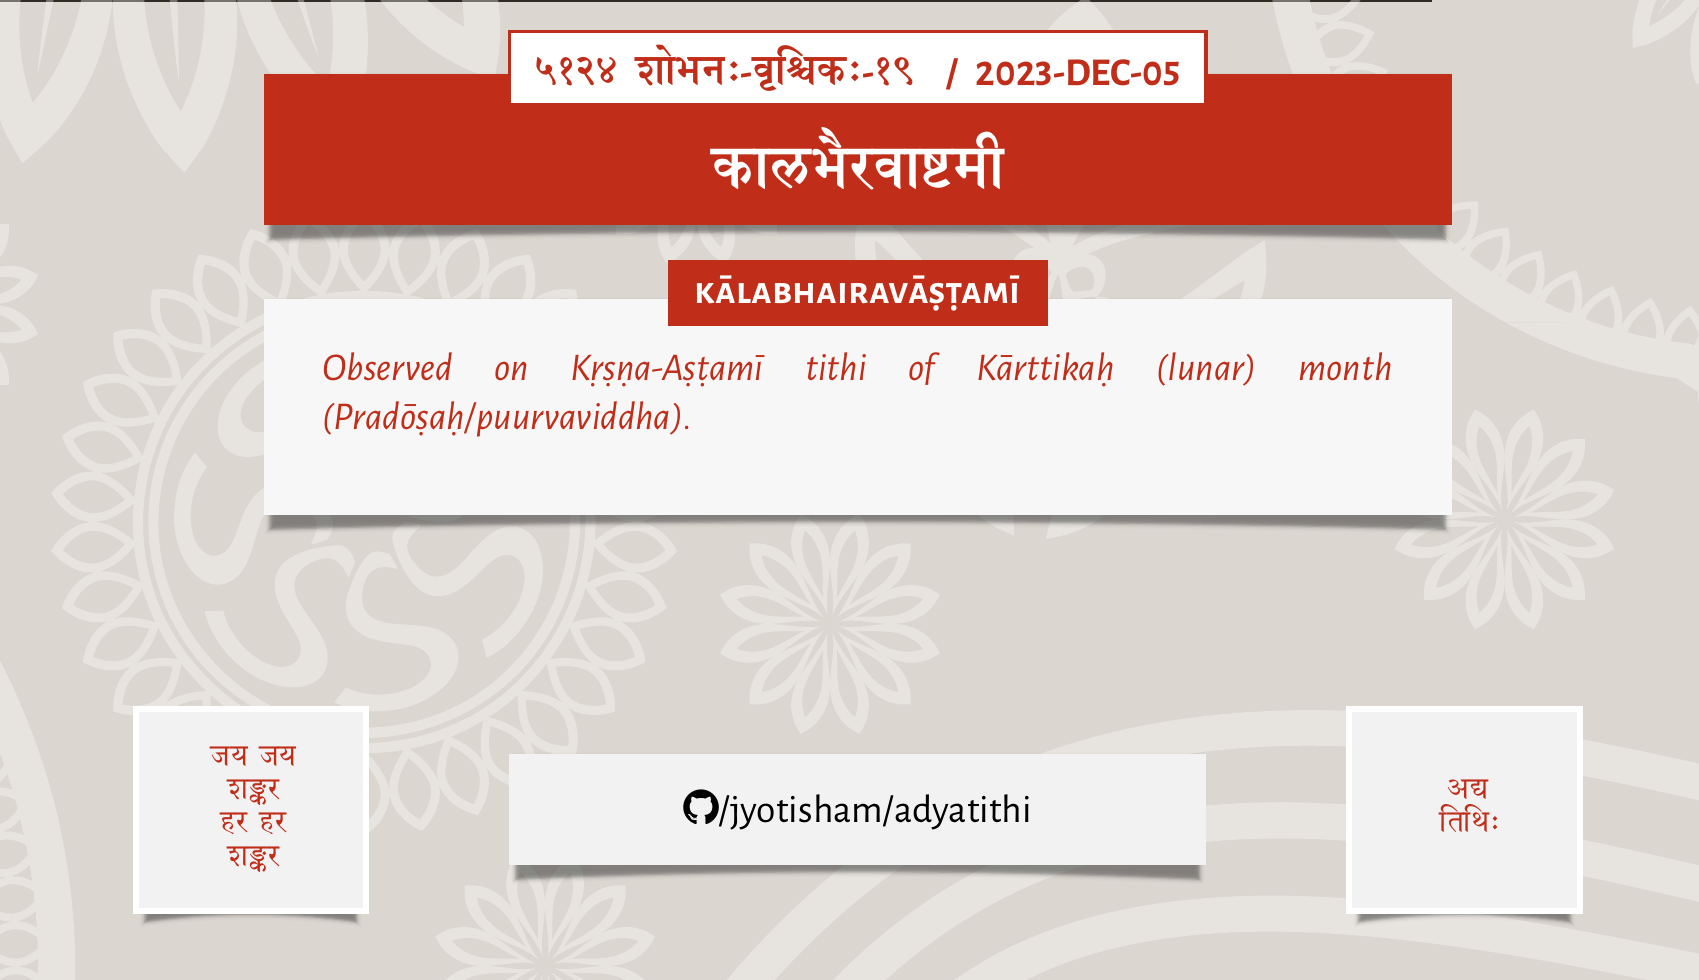 ५१२४ शोभनः-वृश्चिकः-१९ / 2023-DEC-05
कालभैरवाष्टमी
KĀLABHAIRAVĀṢṬAMĪ
Observed on Kṛṣṇa-Aṣṭamī tithi of Kārttikaḥ (lunar) month
(Pradōṣaḥ/puurvaviddha).
जय जय
शङ्कर
हर हर
शङ्कर
/jyotisham/adyatithi
अद्य
तिथिः